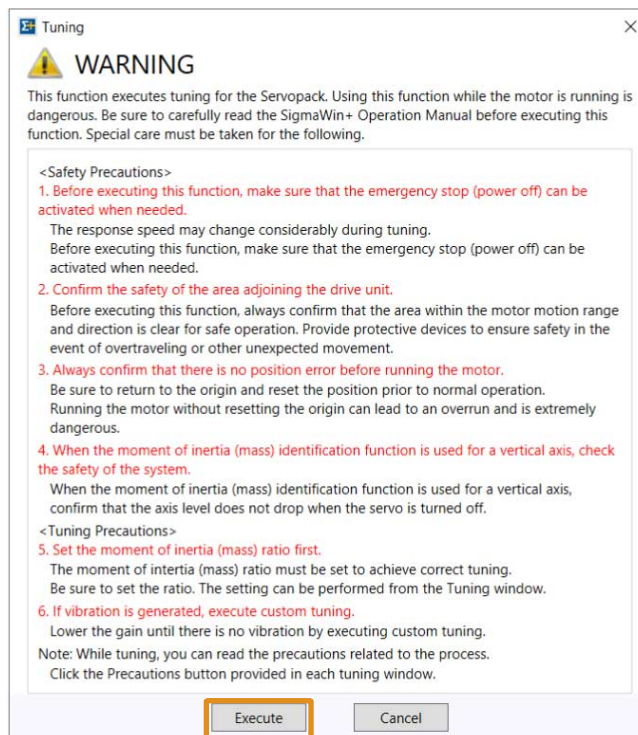 Σ+ Tuning
WARNING
This function executes tuning for the Servopack. Using this function while the motor is running is
dangerous. Be sure to carefully read the SigmaWin+ Operation Manual before executing this
function. Special care must be taken for the following.
<Safety Precautions>
1. Before executing this function, make sure that the emergency stop (power off) can be
activated when needed.
The response speed may change considerably during tuning.
Before executing this function, make sure that the emergency stop (power off) can be
activated when needed.
2. Confirm the safety of the area adjoining the drive unit.
Before executing this function, always confirm that the area within the motor motion range
and direction is clear for safe operation. Provide protective devices to ensure safety in the
event of overtraveling or other unexpected movement.
3. Always confirm that there is no position error before running the motor.
Be sure to return to the origin and reset the position prior to normal operation.
Running the motor without resetting the origin can lead to an overrun and is extremely
dangerous.
4. When the moment of inertia (mass) identification function is used for a vertical axis, check
the safety of the system.
When the moment of inertia (mass) identification function is used for a vertical axis,
confirm that the axis level does not drop when the servo is turned off.
<Tuning Precautions>
5. Set the moment of inertia (mass) ratio first.
The moment of intertia (mass) ratio must be set to achieve correct tuning.
Be sure to set the ratio. The setting can be performed from the Tuning window.
6. If vibration is generated, execute custom tuning.
Lower the gain until there is no vibration by executing custom tuning.
Note: While tuning, you can read the precautions related to the process.
Click the Precautions button provided in each tuning window.
Execute Cancel